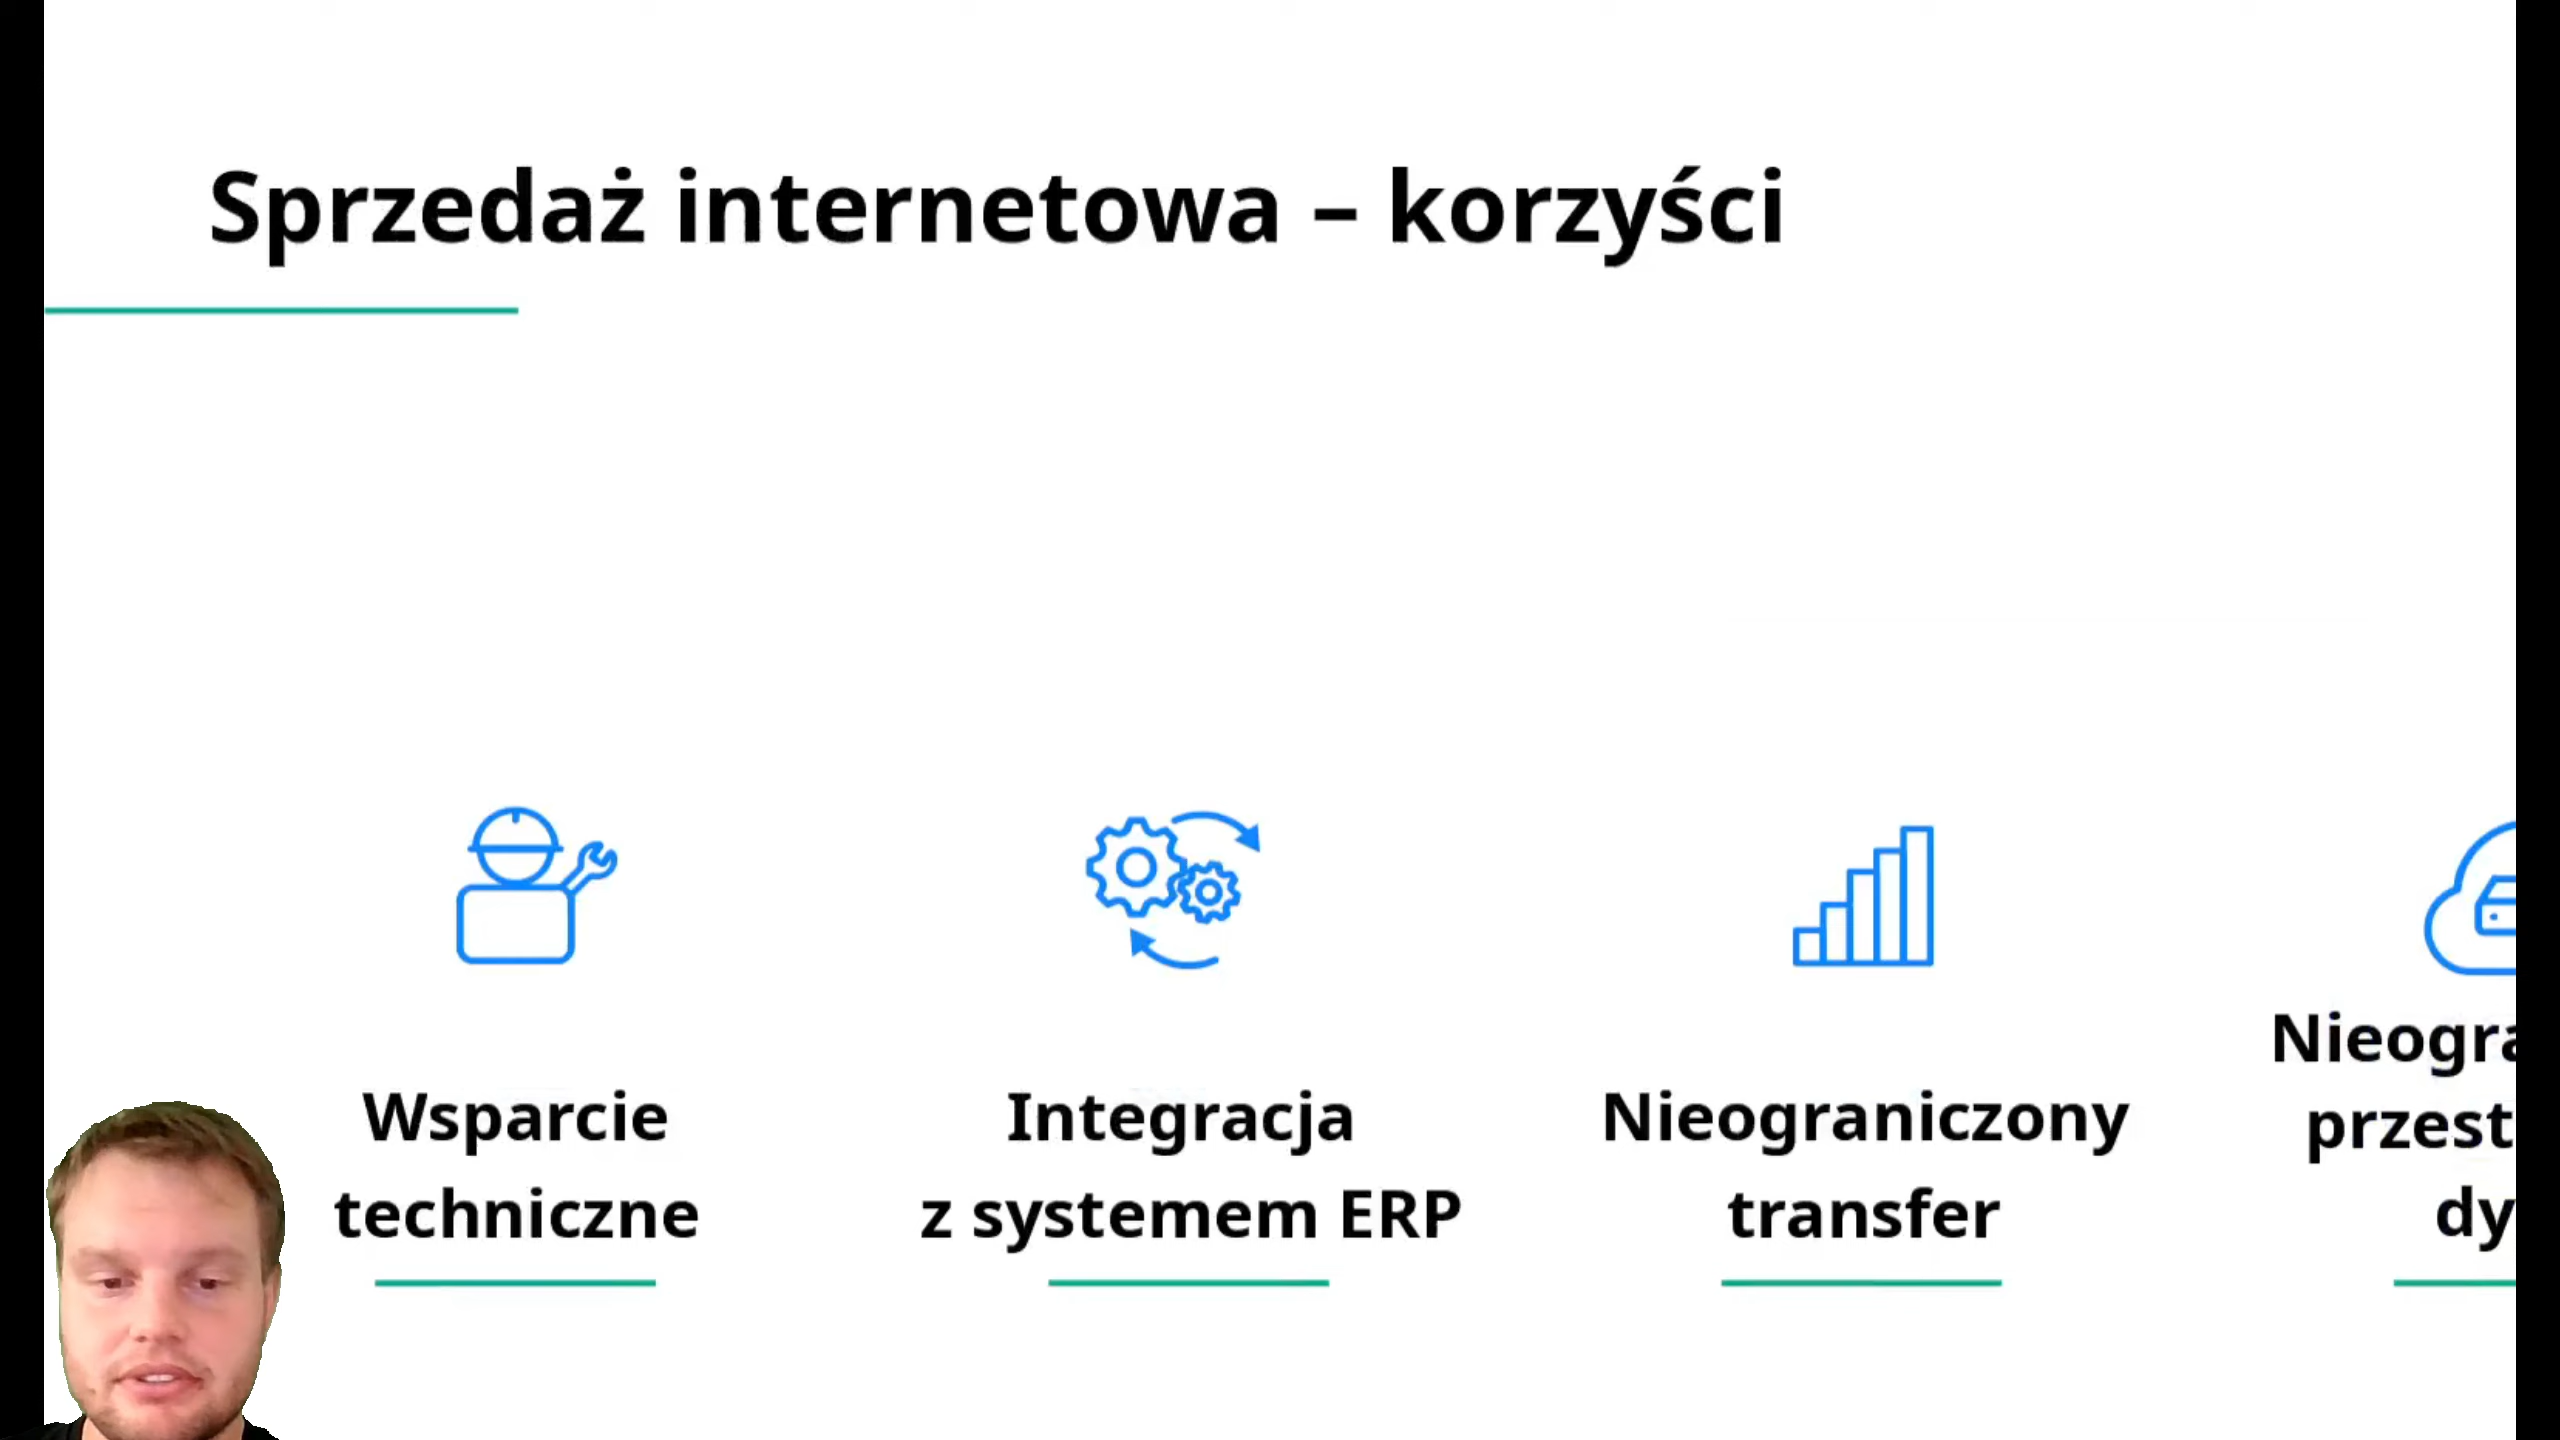 Sprzedaż internetowa – korzyści
Wsparcie
techniczne
Integracja
z systemem ERP
Nieograniczony
transfer